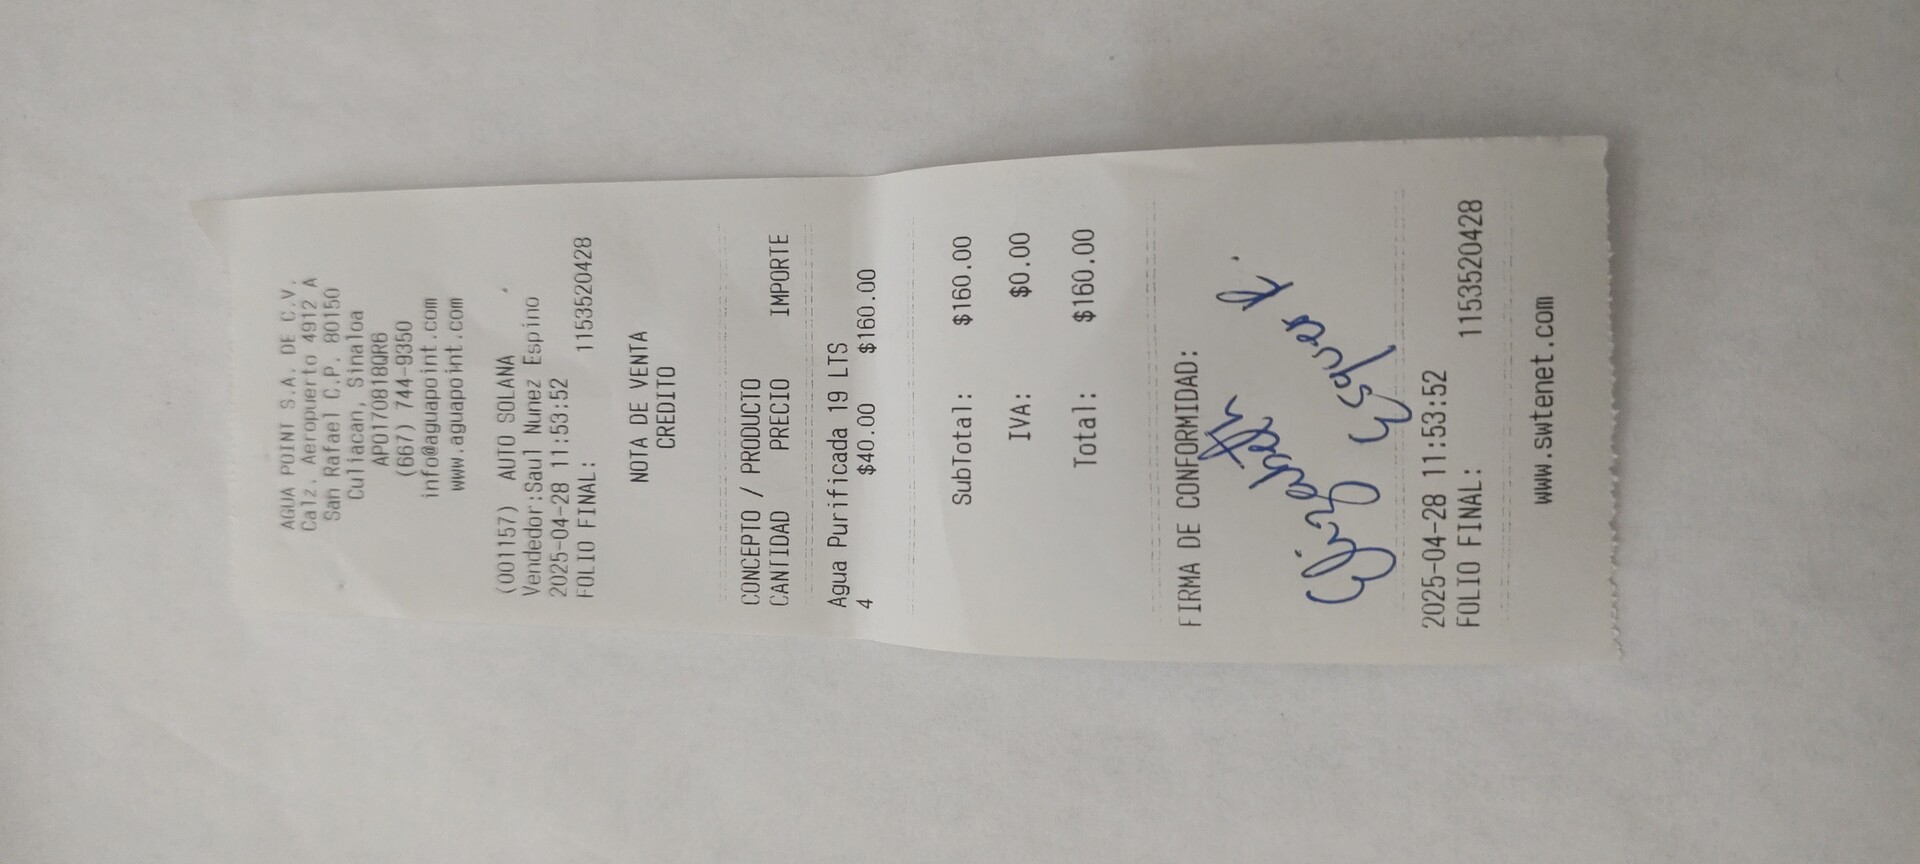 AGUA POINT S.A. DE C.V.
Calz. Aeropuerto 4912 A
San Rafael C.P. 80150
Culiacan, Sinaloa
APO170818QR6
(667) 744-9350
info@aguapoint.com
www.aguapoint.com
(001157) AUTO SOLANA
Vendedor:Saul Nunez Espino
2025-04-28 11:53:52
FOLIO FINAL: 1153520428
NOTA DE VENTA
CREDITO
CONCEPTO / PRODUCTO
CANTIDAD PRECIO IMPORTE
Agua Purificada 19 LTS
4 $40.00 $160.00
SubTotal: $160.00
IVA: $0.00
Total: $160.00
FIRMA DE CONFORMIDAD:
Elizabeth
Esquer R.
2025-04-28 11:53:52
FOLIO FINAL: 1153520428
www.swtenet.com